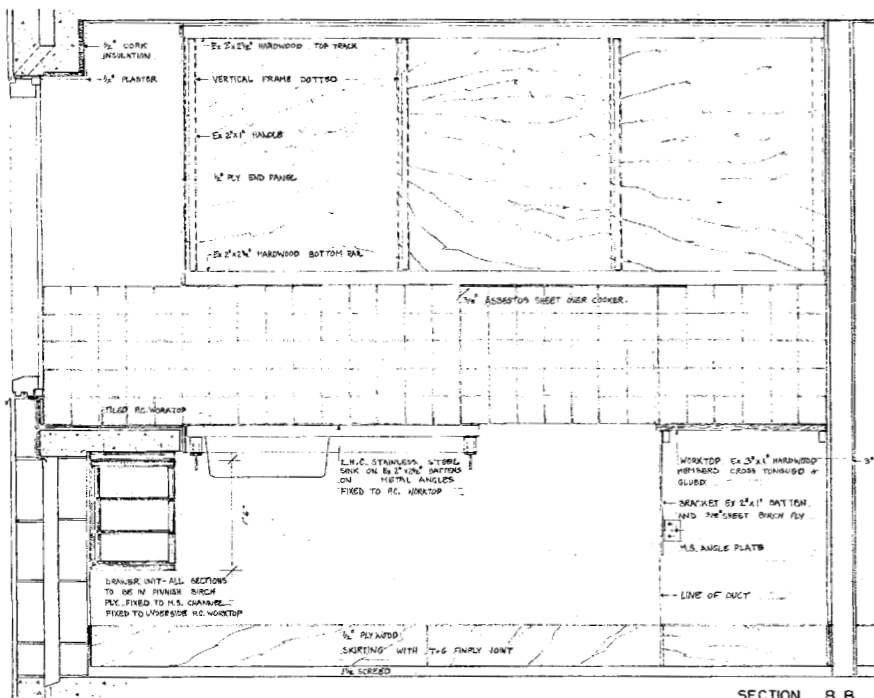 ½" CORK
INSULATION
½" PLASTER
Ex 2"x2½" HARDWOOD TOP TRACK
VERTICAL FRAME DOTTED
Ex 2"x1" HANDLE
½" PLY END PANEL
Ex 2"x2½" HARDWOOD BOTTOM RAIL
3/16" ASBESTOS SHEET OVER COOKER.
TILED P.C. WORKTOP
L.H.C. STAINLESS STEEL
SINK ON Ex 2"x2½" BATTENS
ON METAL ANGLES
FIXED TO P.C. WORKTOP
1'6"
DRAWER UNIT - ALL SECTIONS
TO BE IN FINNISH BIRCH
PLY. FIXED TO M.S. CHANNEL
FIXED TO UNDERSIDE P.C. WORKTOP
WORKTOP Ex 3"x1" HARDWOOD
MEMBERS CROSS TONGUED &
GLUED
3"
BRACKET Ex 2"x1" BATTEN
AND 3/8" SHEET BIRCH PLY
M.S. ANGLE PLATE
LINE OF DUCT
½" PLYWOOD
SKIRTING WITH T&G FINPLY JOINT
1½" SCREED
SECTION B B